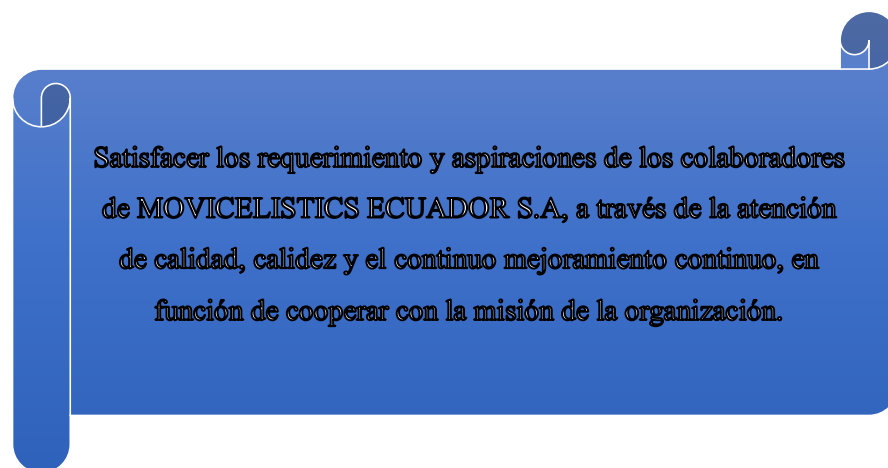 Satisfacer los requerimiento y aspiraciones de los colaboradores
de MOVICELISTICS ECUADOR S.A, a través de la atención
de calidad, calidez y el continuo mejoramiento continuo, en
función de cooperar con la misión de la organización.